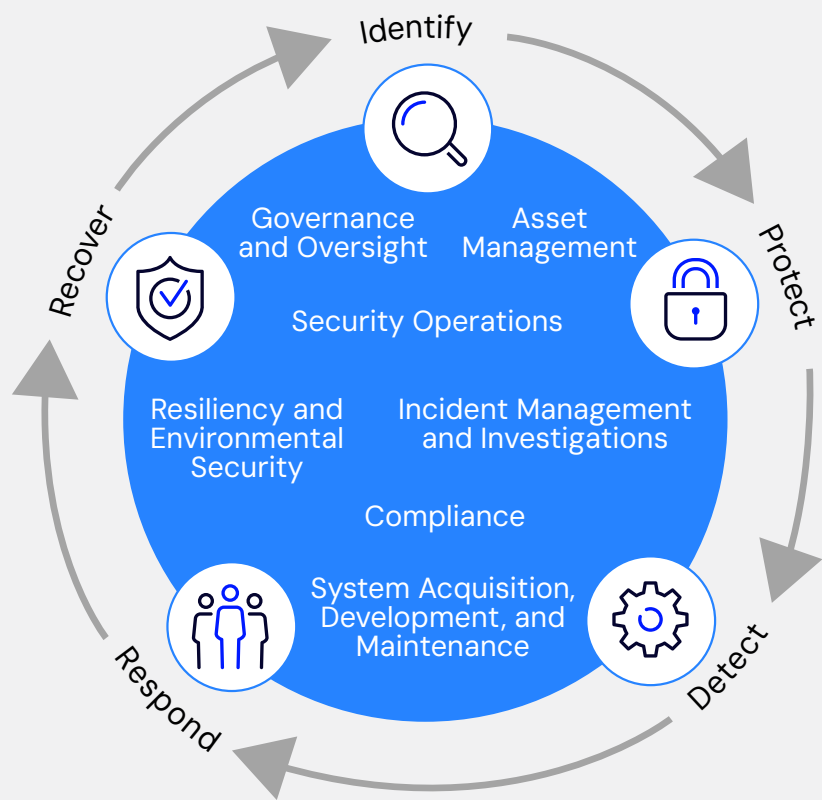 Identify
Protect
Detect
Respond
Recover
Governance
and Oversight
Asset
Management
Security Operations
Resiliency and
Environmental
Security
Incident Management
and Investigations
Compliance
System Acquisition,
Development, and
Maintenance